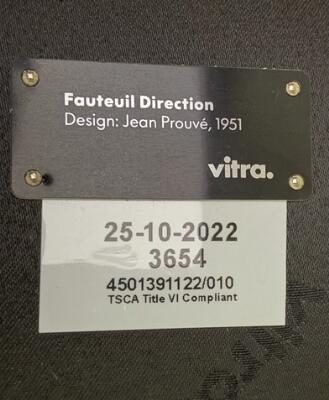 Fauteuil Direction
Design: Jean Prouvé, 1951
vitra.
25-10-2022
3654
4501391122/010
TSCA Title VI Compliant